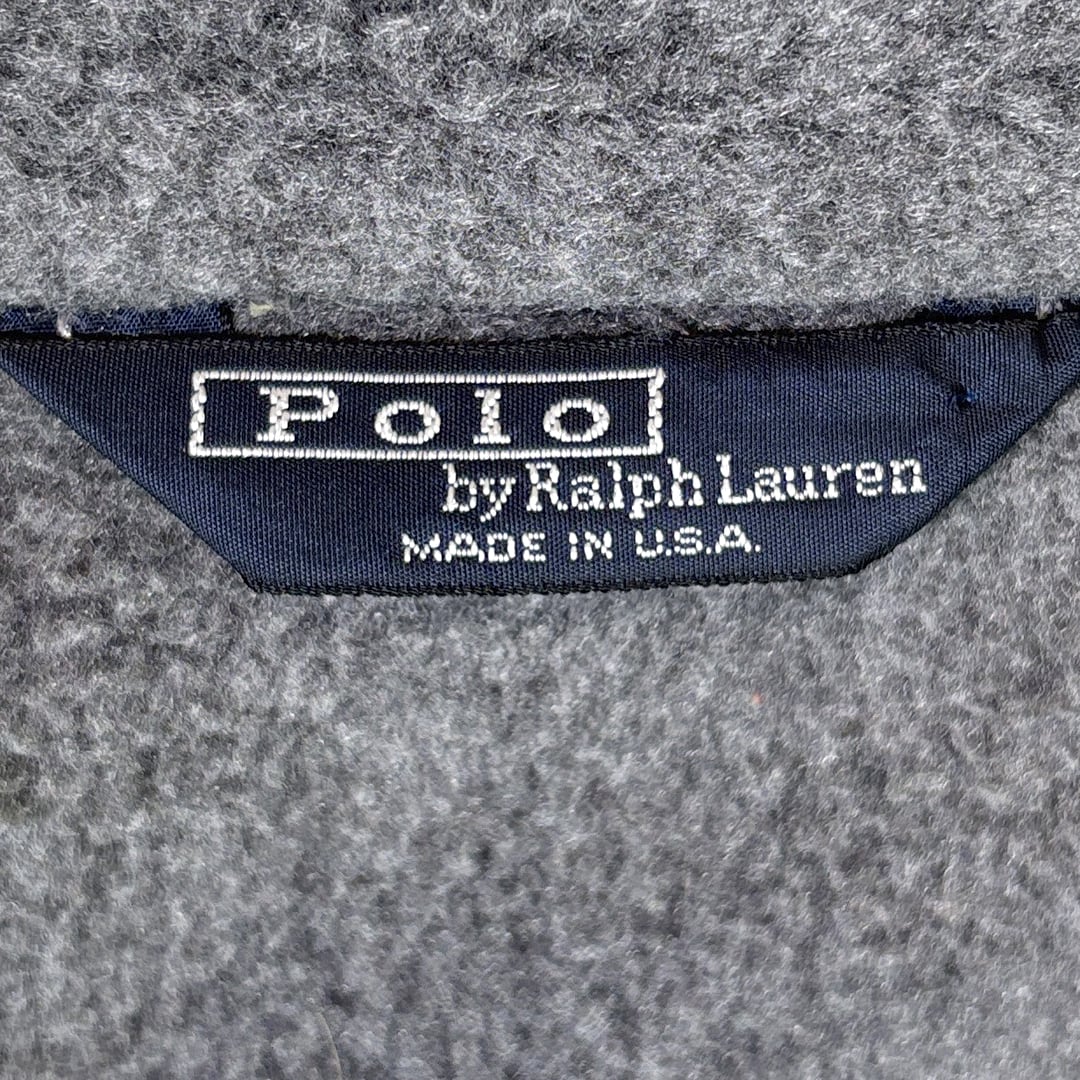 Polo
by Ralph Lauren
MADE IN U.S.A.